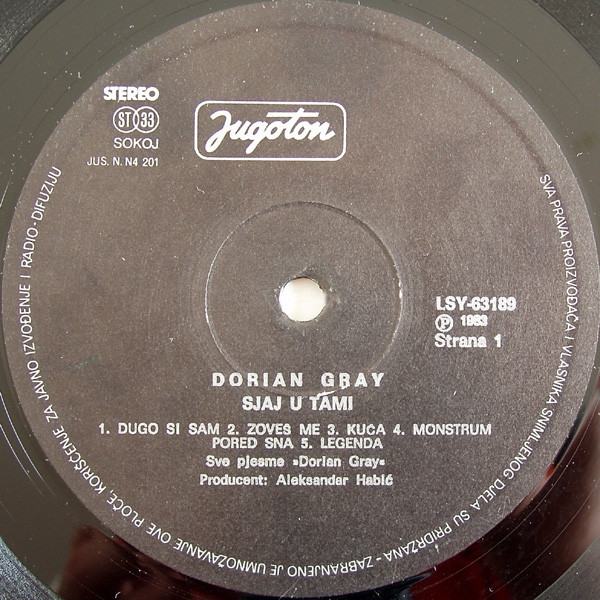 STEREO
ST 33
SOKOJ
JUS. N. N4 201
Jugoton
LSY-63189
Ⓟ 1983
Strana 1
DORIAN GRAY
SJAJ U TAMI
1. DUGO SI SAM 2. ZOVEŠ ME 3. KUĆA 4. MONSTRUM
PORED SNA 5. LEGENDA
Sve pjesme »Dorian Gray«
Producent: Aleksandar Habić
SVA PRAVA PROIZVOĐAČA I VLASNIKA SNIMLJENOG DJELA SU PRIDRŽANA - ZABRANJENO JE UMNOŽAVANJE OVE PLOČE, KORIŠĆENJE ZA JAVNO IZVOĐENJE I RADIO-DIFUZIJU